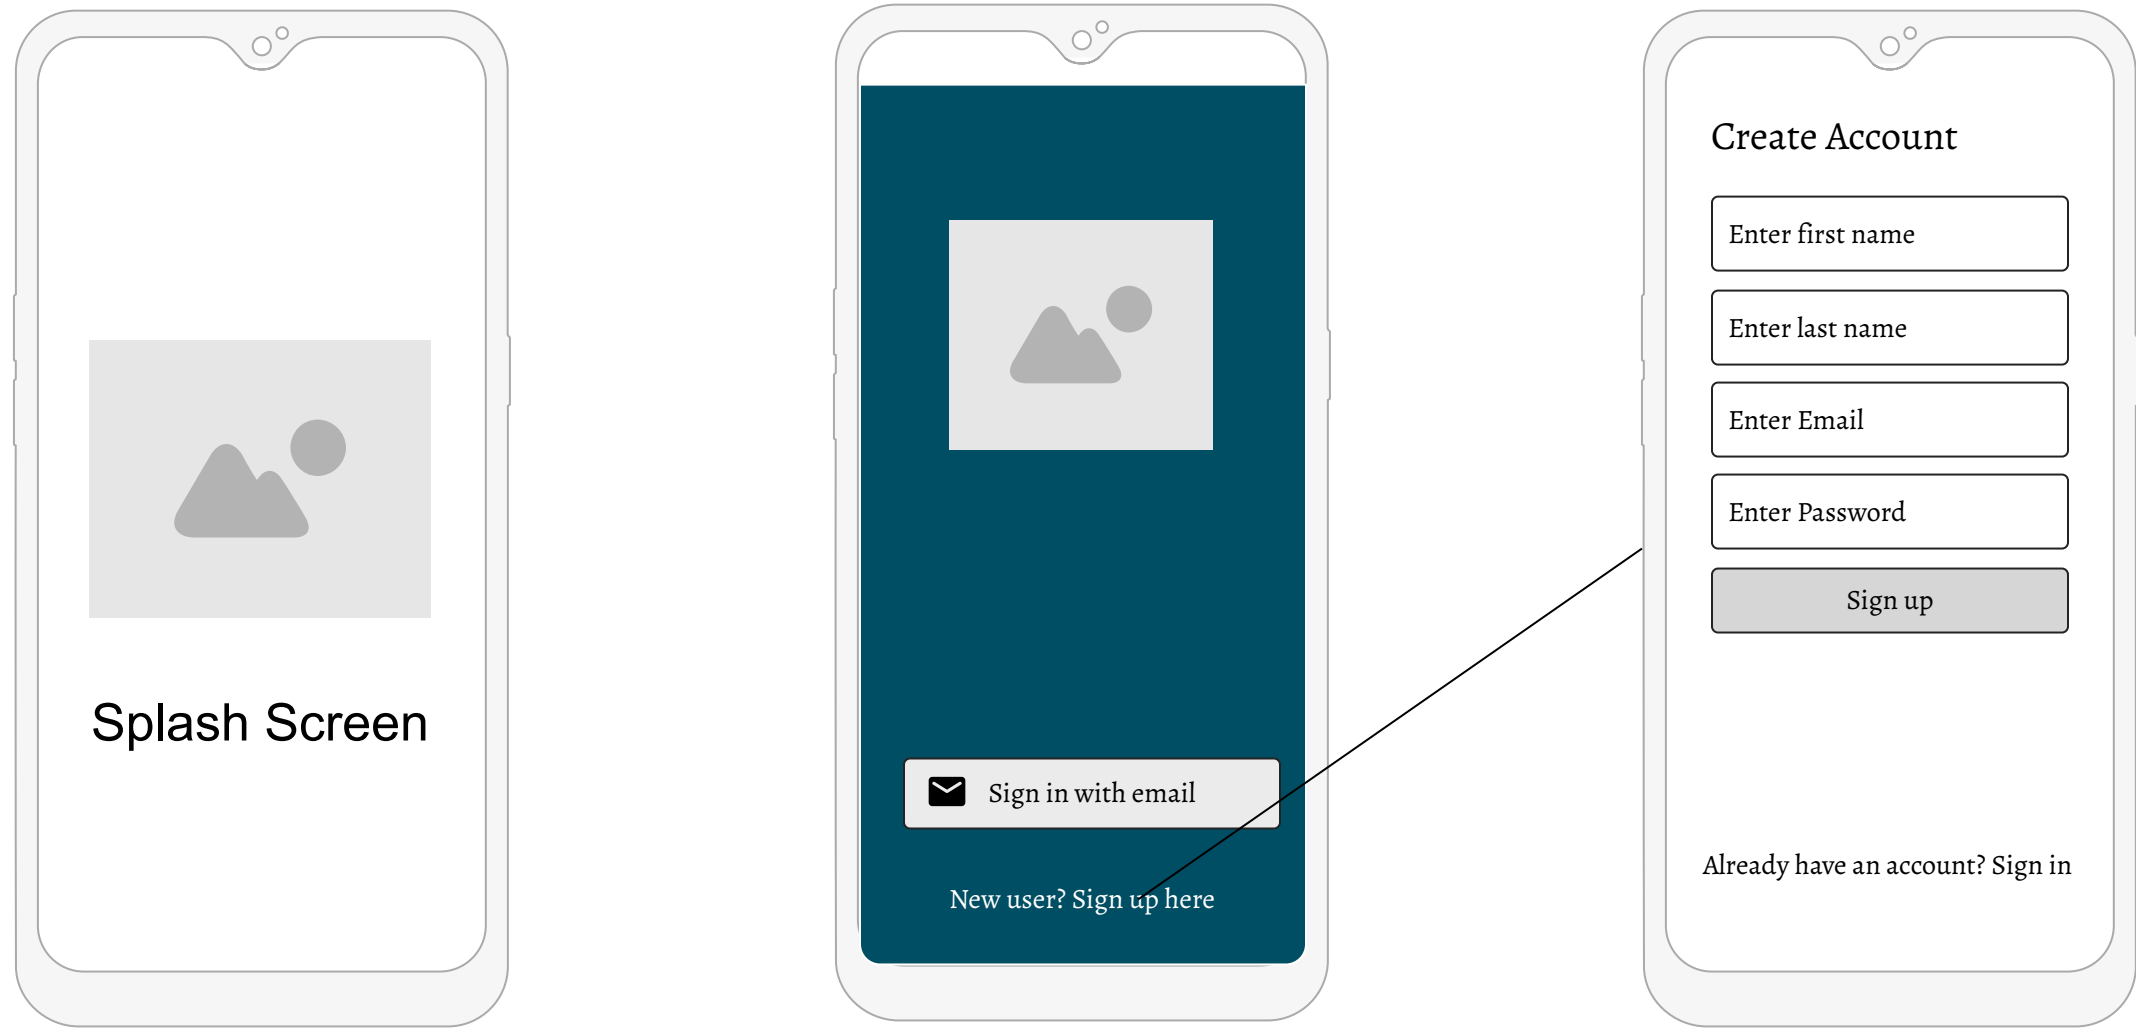 Splash Screen
Sign in with email
New user? Sign up here
Create Account
Enter first name
Enter last name
Enter Email
Enter Password
Sign up
Already have an account? Sign in